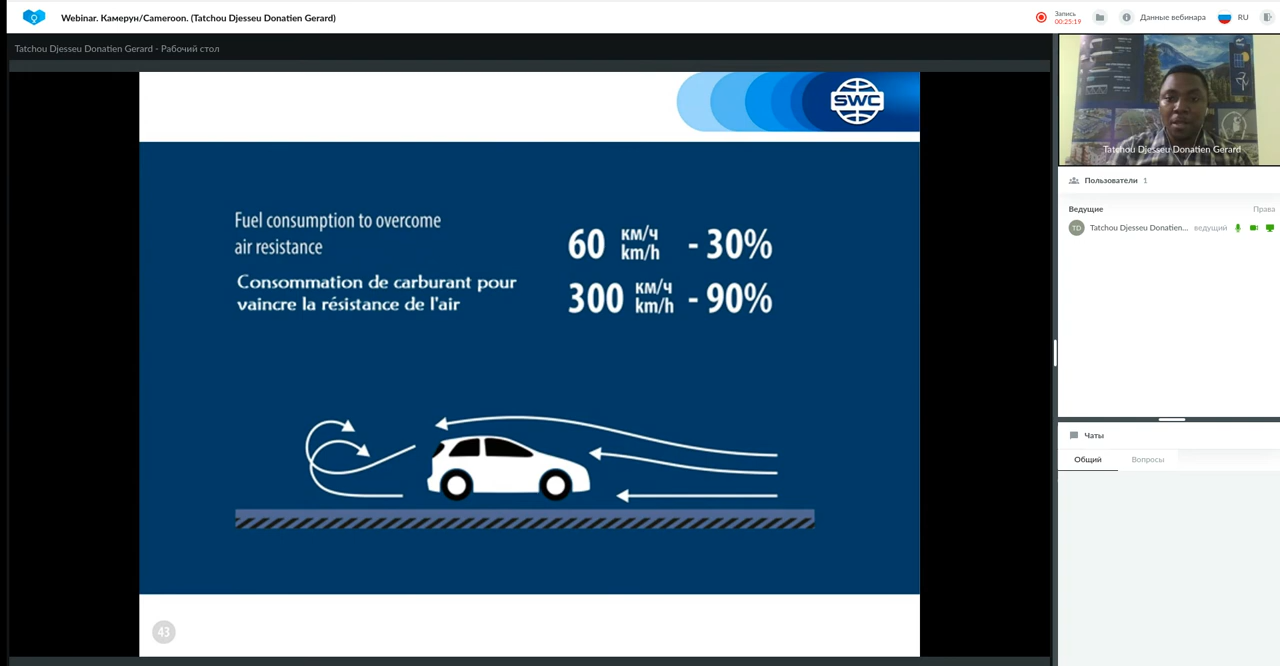 Webinar. Камерун/Cameroon. (Tatchou Djesseu Donatien Gerard)
Запись
00:25:19
Данные вебинара
RU
Tatchou Djesseu Donatien Gerard - Рабочий стол
SWC
Fuel consumption to overcome
air resistance
Consommation de carburant pour
vaincre la résistance de l'air
60 км/ч km/h - 30%
300 км/ч km/h - 90%
43
Tatchou Djesseu Donatien Gerard
Пользователи 1
Ведущие
Права
TD
Tatchou Djesseu Donatien...
ведущий
Чаты
Общий
Вопросы